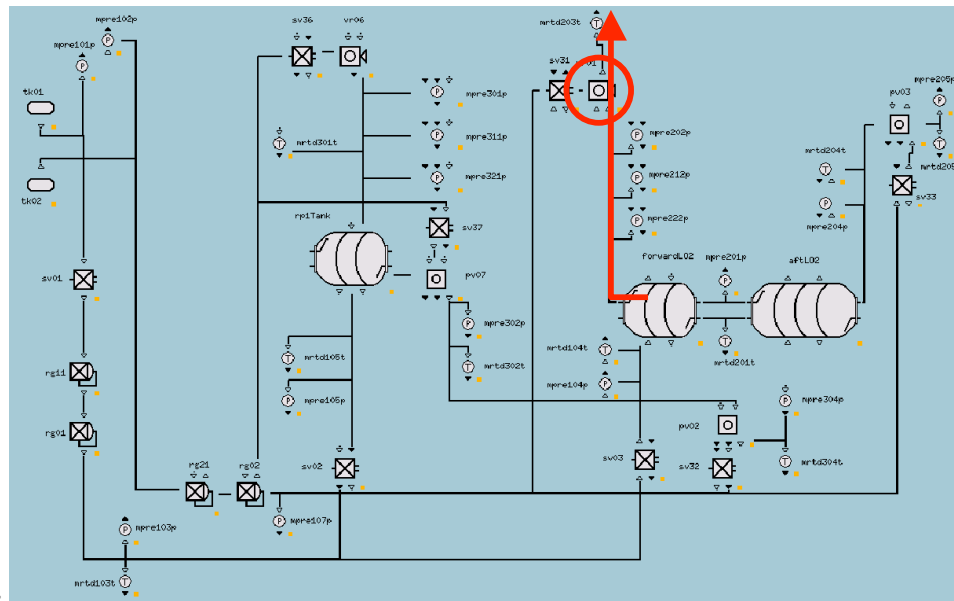 mpre102p
sv36
vr06
mrtd203t
mpre101p
sv31
01
mpre205p
tk01
pv03
mpre301p
mpre202p
mpre311p
mrtd301t
mrtd204t
mrtd205
mpre321p
mpre212p
tk02
sv33
rp1Tank
mpre222p
mpre204p
sv37
forwardLO2
mpre201p
aftLO2
sv01
pv07
mpre302p
mrtd104t
mrtd105t
mrtd201t
mrtd302t
rg11
mpre104p
mpre105p
mpre304p
rg01
pv02
rg21
rg02
sv02
sv03
sv32
mrtd304t
mpre103p
mpre107p
mrtd103t
P
P
T
P
P
P
P
P
P
T
T
T
P
P
P
T
T
P
T
T
P
P
P
T
P
P
T